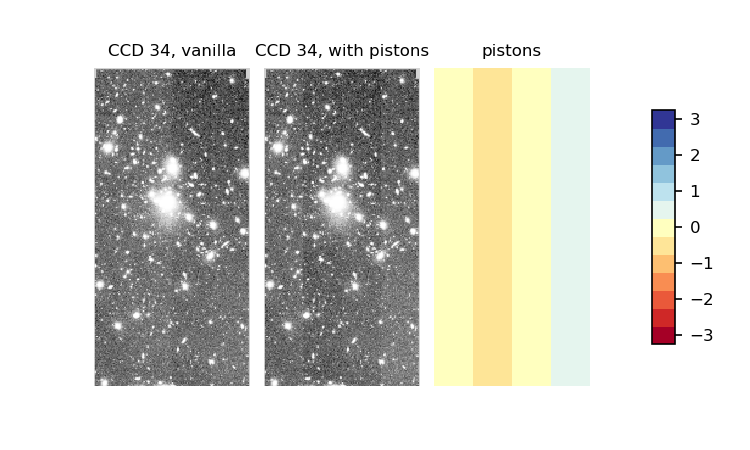 CCD 34, vanilla
CCD 34, with pistons
pistons
3
2
1
0
−1
−2
−3